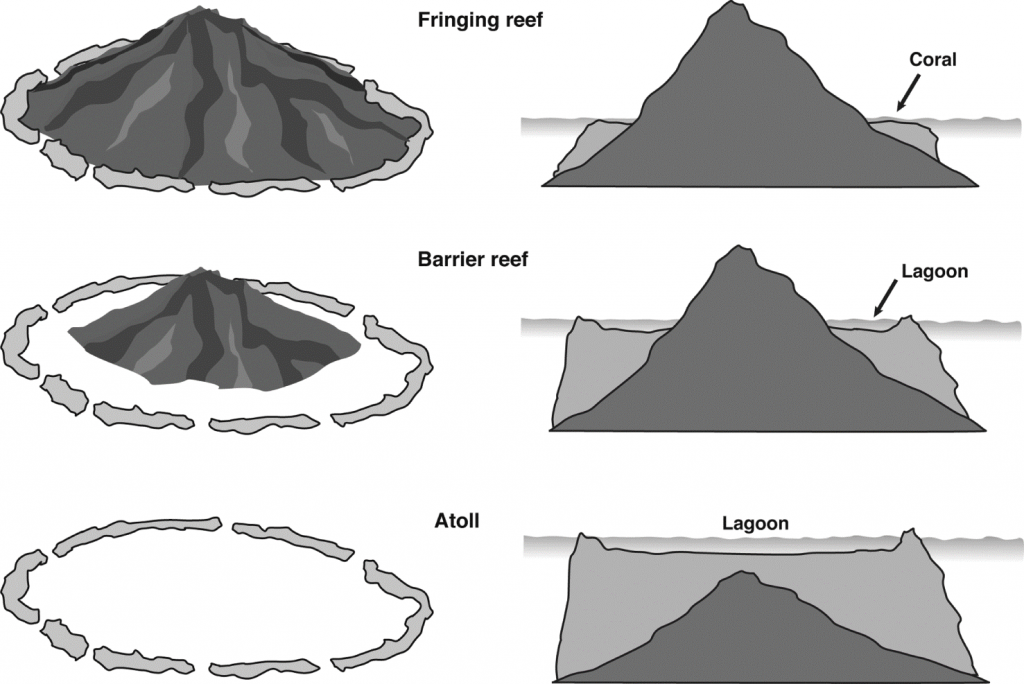 Fringing reef
Coral
Barrier reef
Lagoon
Atoll
Lagoon